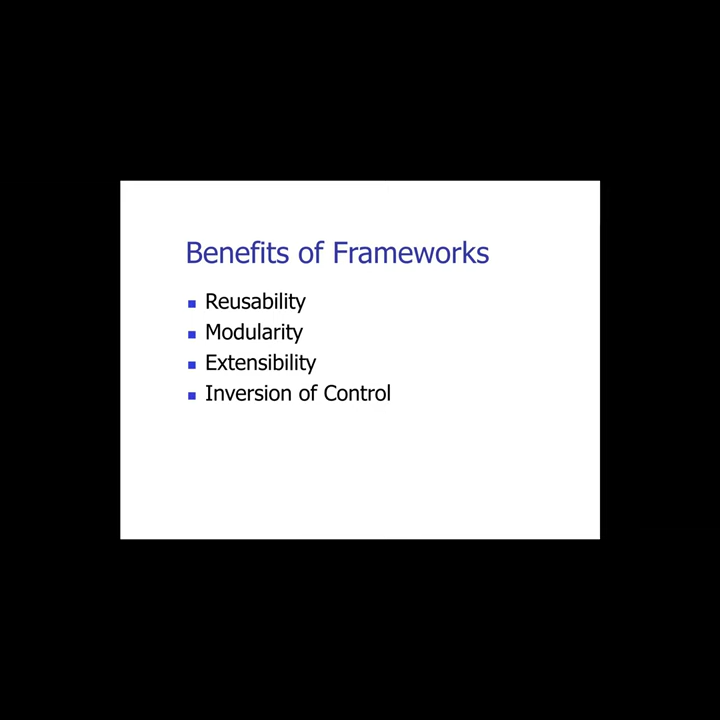 Benefits of Frameworks
Reusability
Modularity
Extensibility
Inversion of Control